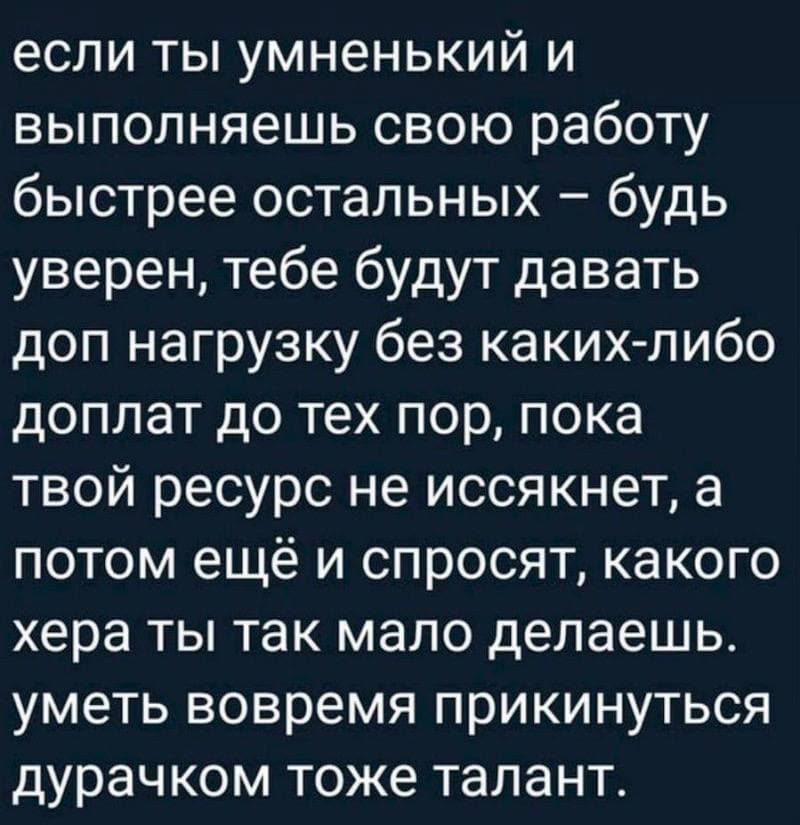 если ты умненький и
выполняешь свою работу
быстрее остальных – будь
уверен, тебе будут давать
доп нагрузку без каких-либо
доплат до тех пор, пока
твой ресурс не иссякнет, а
потом ещё и спросят, какого
хера ты так мало делаешь.
уметь вовремя прикинуться
дурачком тоже талант.